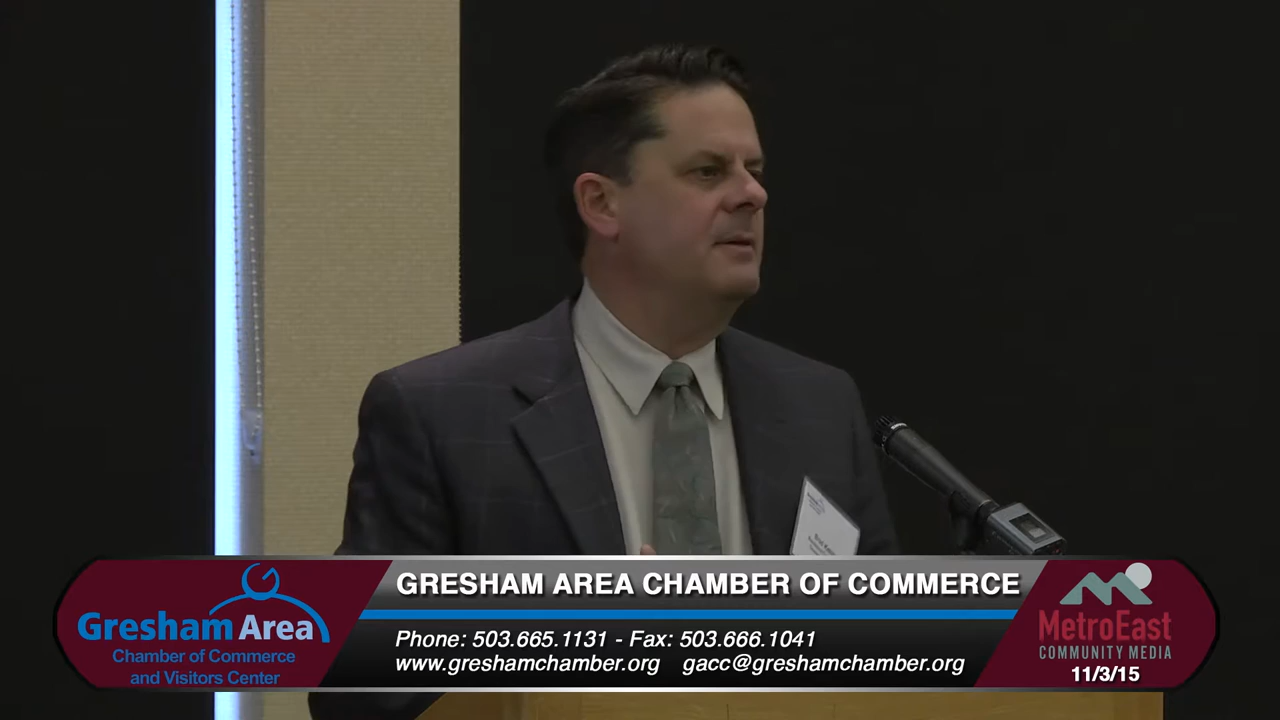 GRESHAM AREA CHAMBER OF COMMERCE
Phone: 503.665.1131 - Fax: 503.666.1041
www.greshamchamber.org gacc@greshamchamber.org
Gresham Area
Chamber of Commerce
and Visitors Center
MetroEast
COMMUNITY MEDIA
11/3/15